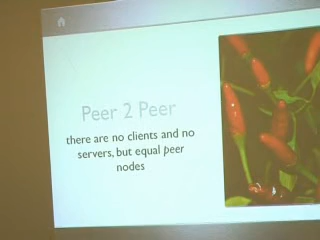 Peer 2 Peer
there are no clients and no
servers, but equal peer
nodes